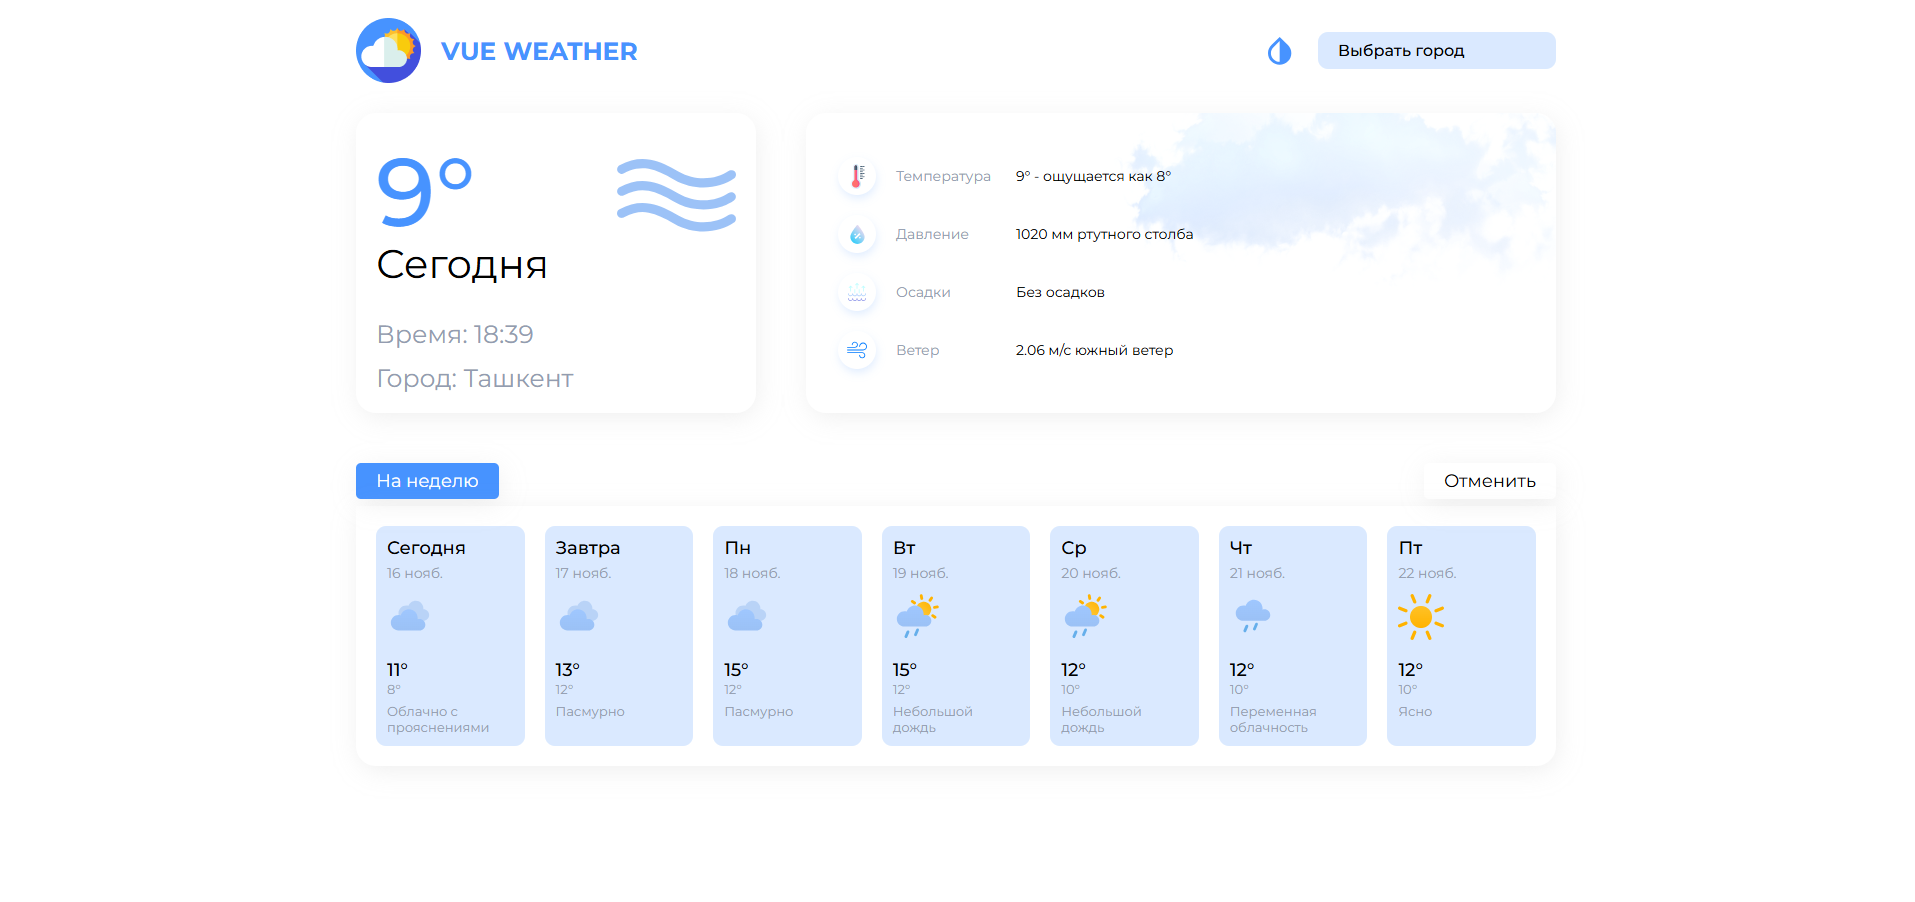 VUE WEATHER
Выбрать город
9°
Сегодня
Время: 18:39
Город: Ташкент
Температура 9° - ощущается как 8°
Давление 1020 мм ртутного столба
Осадки Без осадков
Ветер 2.06 м/с южный ветер
На неделю
Отменить
Сегодня
16 нояб.
11°
8°
Облачно с
прояснениями
Завтра
17 нояб.
13°
12°
Пасмурно
Пн
18 нояб.
15°
12°
Пасмурно
Вт
19 нояб.
15°
12°
Небольшой
дождь
Ср
20 нояб.
12°
10°
Небольшой
дождь
Чт
21 нояб.
12°
10°
Переменная
облачность
Пт
22 нояб.
12°
10°
Ясно